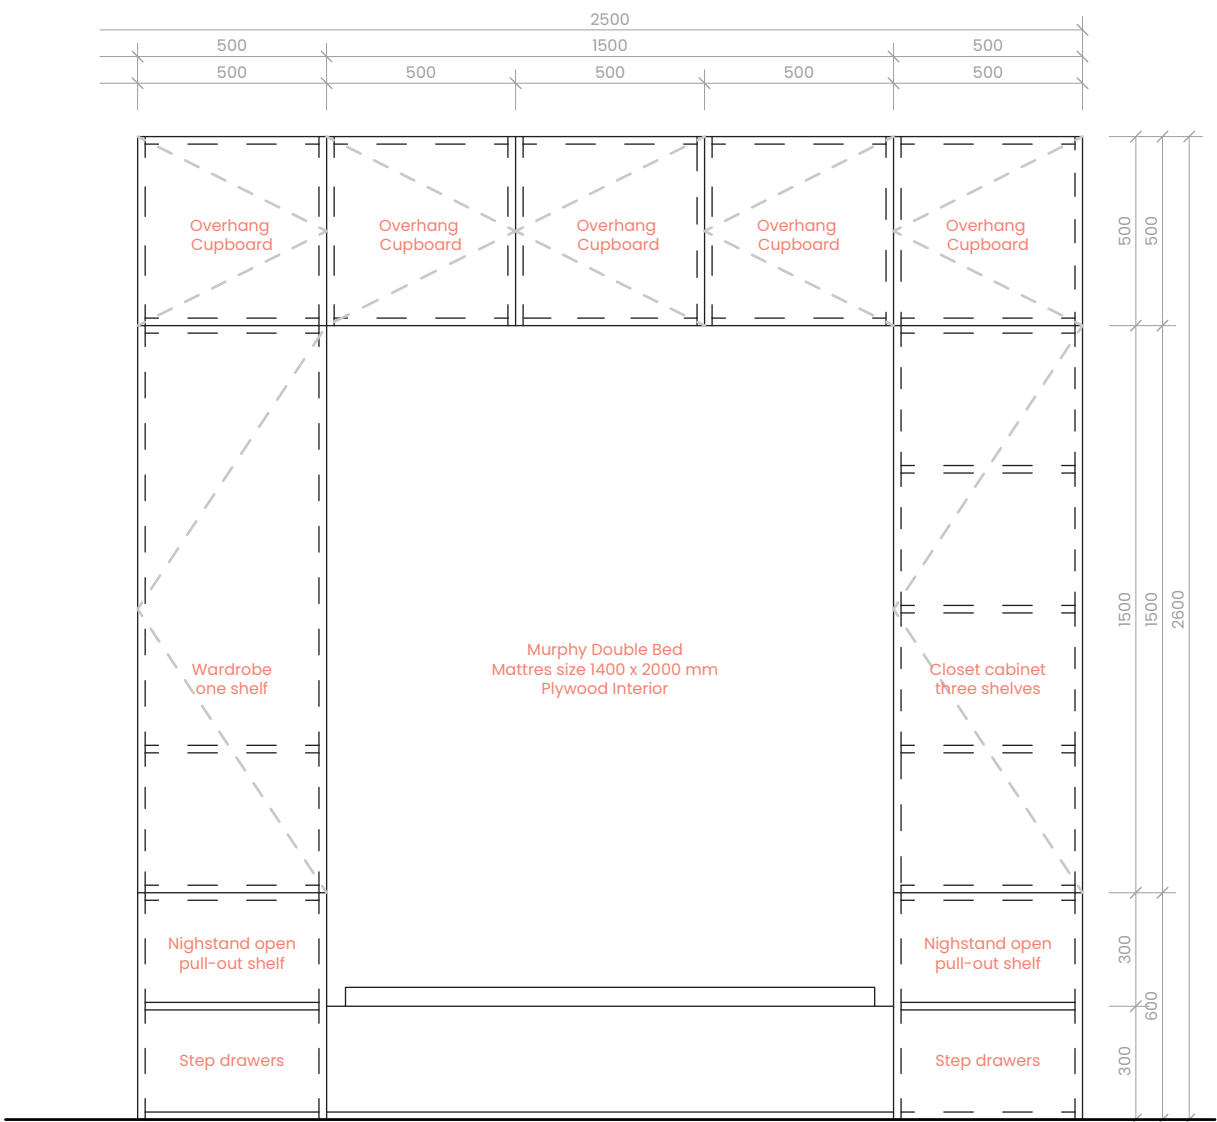 2500
500 1500 500
500 500 500 500 500
Overhang
Cupboard
Overhang
Cupboard
Overhang
Cupboard
Overhang
Cupboard
Overhang
Cupboard
500
500
Wardrobe
one shelf
Murphy Double Bed
Mattres size 1400 x 2000 mm
Plywood Interior
Closet cabinet
three shelves
1500
1500
2600
Nighstand open
pull-out shelf
Nighstand open
pull-out shelf
300
600
Step drawers
Step drawers
300